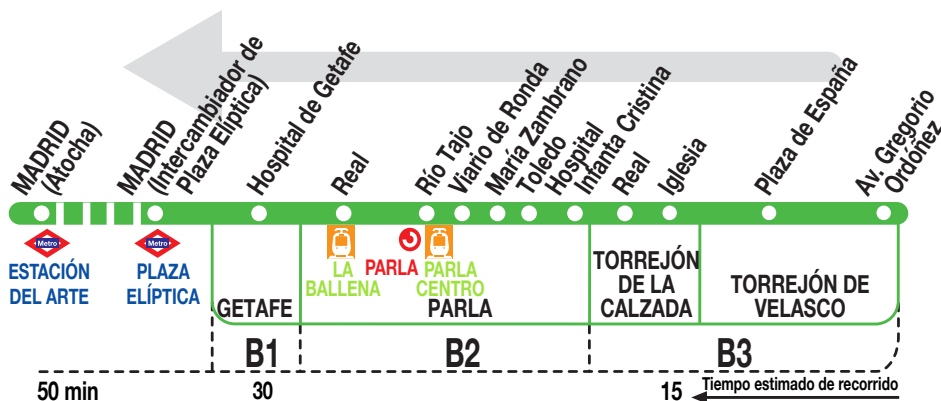 MADRID
(Atocha)
MADRID
(Intercambiador de
Plaza Elíptica)
Hospital de Getafe
Real
Río Tajo
Viario de Ronda
María Zambrano
Toledo
Hospital
Infanta Cristina
Real
Iglesia
Plaza de España
Av. Gregorio
Ordóñez
Metro
ESTACIÓN
DEL ARTE
Metro
PLAZA
ELÍPTICA
LA
BALLENA
PARLA
PARLA
CENTRO
GETAFE
PARLA
TORREJÓN
DE LA
CALZADA
TORREJÓN DE
VELASCO
B1
B2
B3
50 min
30
15
Tiempo estimado de recorrido